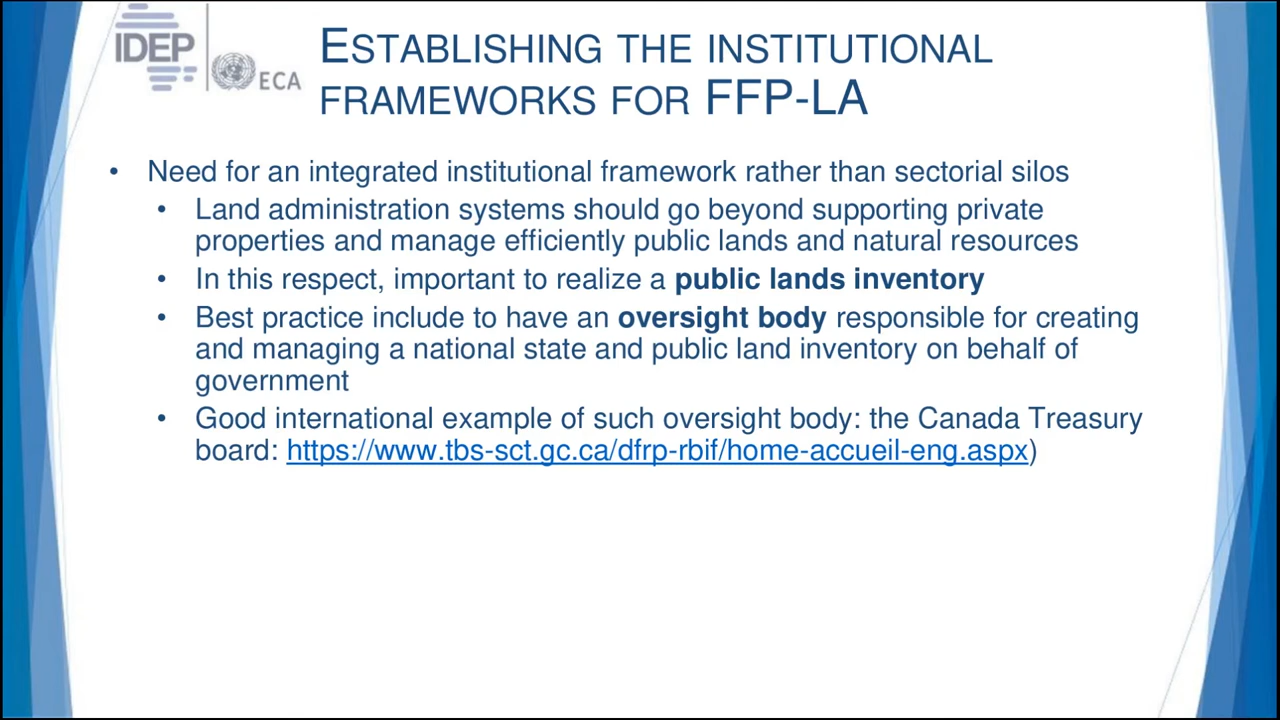 IDEP
ECA
ESTABLISHING THE INSTITUTIONAL
FRAMEWORKS FOR FFP-LA
• Need for an integrated institutional framework rather than sectorial silos
• Land administration systems should go beyond supporting private
properties and manage efficiently public lands and natural resources
• In this respect, important to realize a public lands inventory
• Best practice include to have an oversight body responsible for creating
and managing a national state and public land inventory on behalf of
government
• Good international example of such oversight body: the Canada Treasury
board: https://www.tbs-sct.gc.ca/dfrp-rbif/home-accueil-eng.aspx)